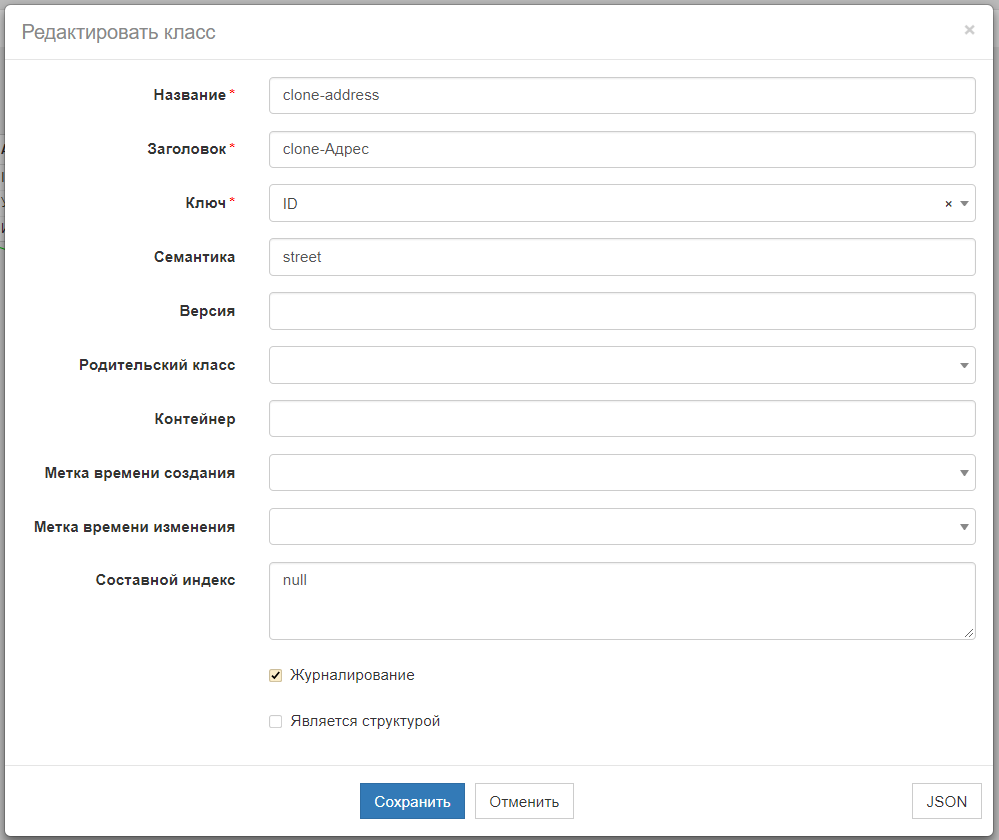 Редактировать класс ×
Название* clone-address
Заголовок* clone-Адрес
Ключ* ID ×
Семантика street
Версия
Родительский класс
Контейнер
Метка времени создания
Метка времени изменения
Составной индекс null
Журналирование
Является структурой
Сохранить Отменить JSON